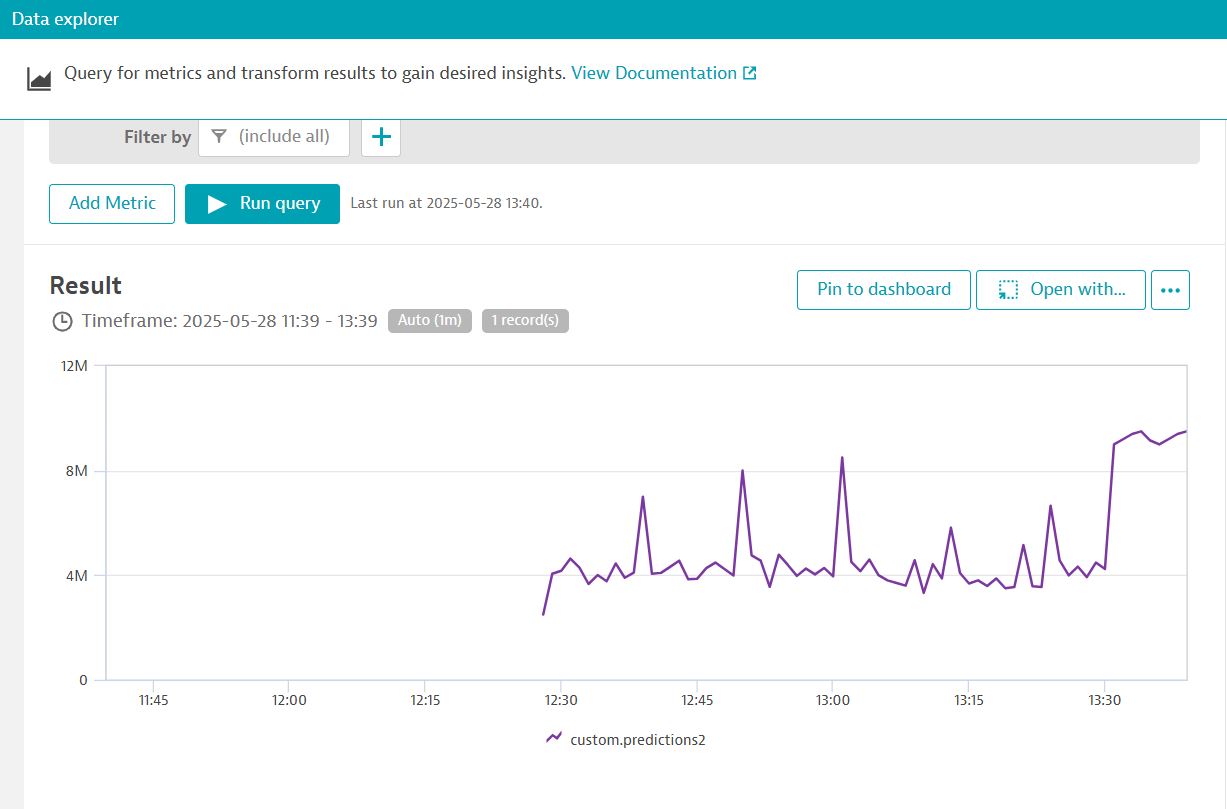 Data explorer
Query for metrics and transform results to gain desired insights. View Documentation
Filter by (include all)
Add Metric Run query Last run at 2025-05-28 13:40.
Result Pin to dashboard Open with...
Timeframe: 2025-05-28 11:39 - 13:39 Auto (1m) 1 record(s)
12M
8M
4M
0
11:45 12:00 12:15 12:30 12:45 13:00 13:15 13:30
custom.predictions2